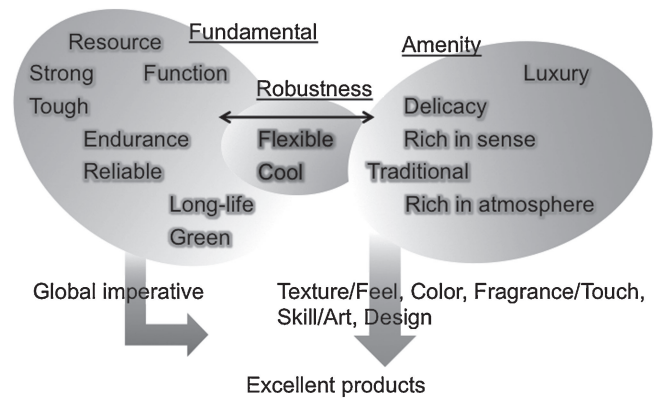 Fundamental
Resource
Strong
Function
Tough
Endurance
Reliable
Long-life
Green
Robustness
Flexible
Cool
Amenity
Luxury
Delicacy
Rich in sense
Traditional
Rich in atmosphere
Global imperative
Texture/Feel, Color, Fragrance/Touch,
Skill/Art, Design
Excellent products